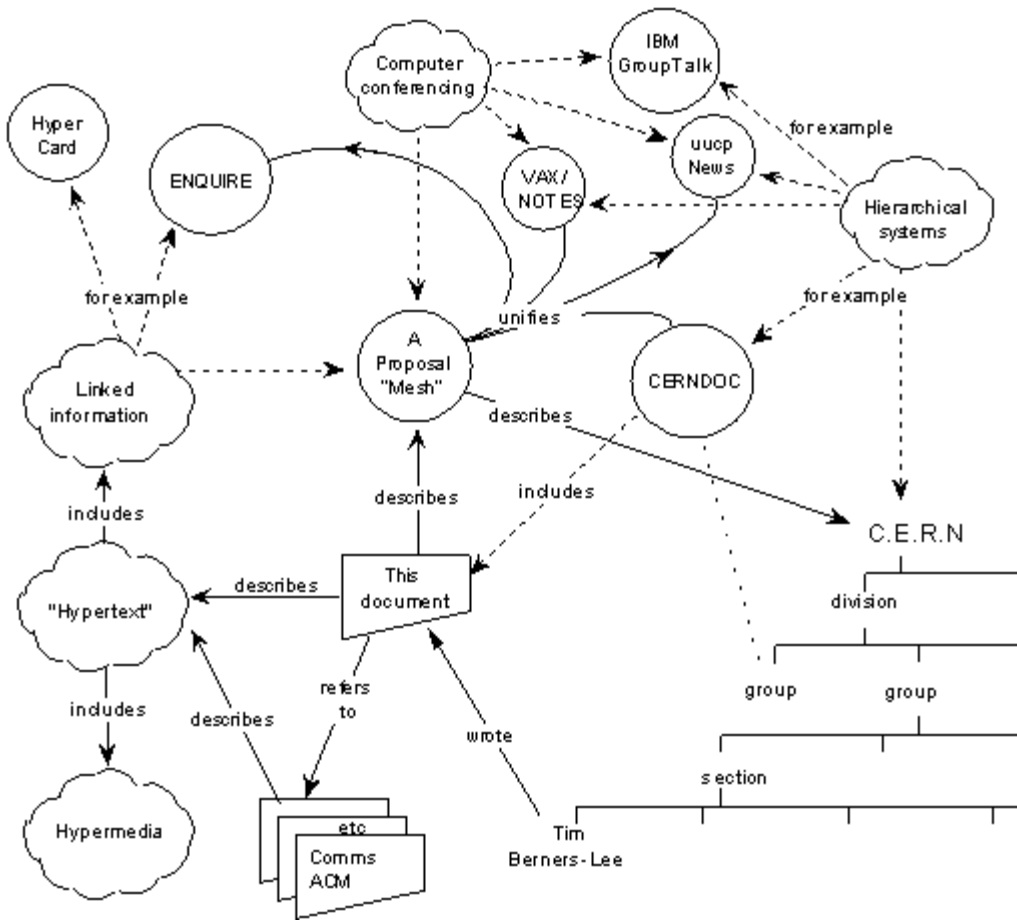 IBM
GroupTalk
Computer
conferencing
Hyper
Card
for example
uucp
News
ENQUIRE
VAX/
NOTES
Hierarchical
systems
for example
for example
unifies
A
Proposal
"Mesh"
CERNDOC
Linked
information
describes
describes
includes
includes
C.E.R.N
This
document
describes
"Hypertext"
division
refers
to
group
group
includes
describes
wrote
section
Hypermedia
etc
Tim
Berners-Lee
Comms
ACM